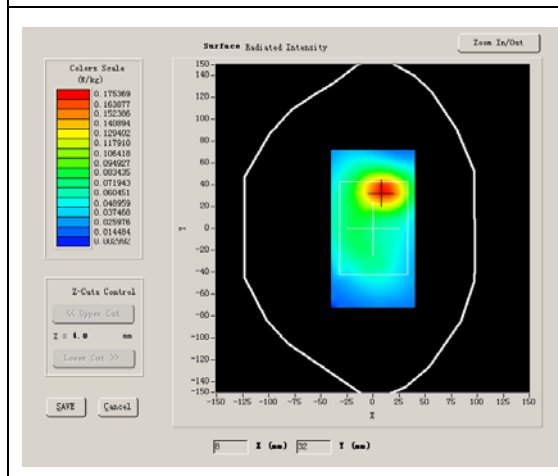 Surface Radiated Intensity
Zoom In/Out
Colors Scale
(W/kg)
0.175369
0.163877
0.152386
0.140894
0.129402
0.117910
0.106418
0.094927
0.083435
0.071943
0.060451
0.048959
0.037468
0.025976
0.014484
0.002992
150
140
120
100
80
60
40
20
0
-20
-40
-60
-80
-100
-120
-140
-150
Y
-150 -125 -100 -75 -50 -25 0 25 50 75 100 125 150
X
Z-Cuts Control
<< Upper Cut
Z = 4.0 mm
Lower Cut >>
SAVE
Cancel
8 X (mm) 32 Y (mm)